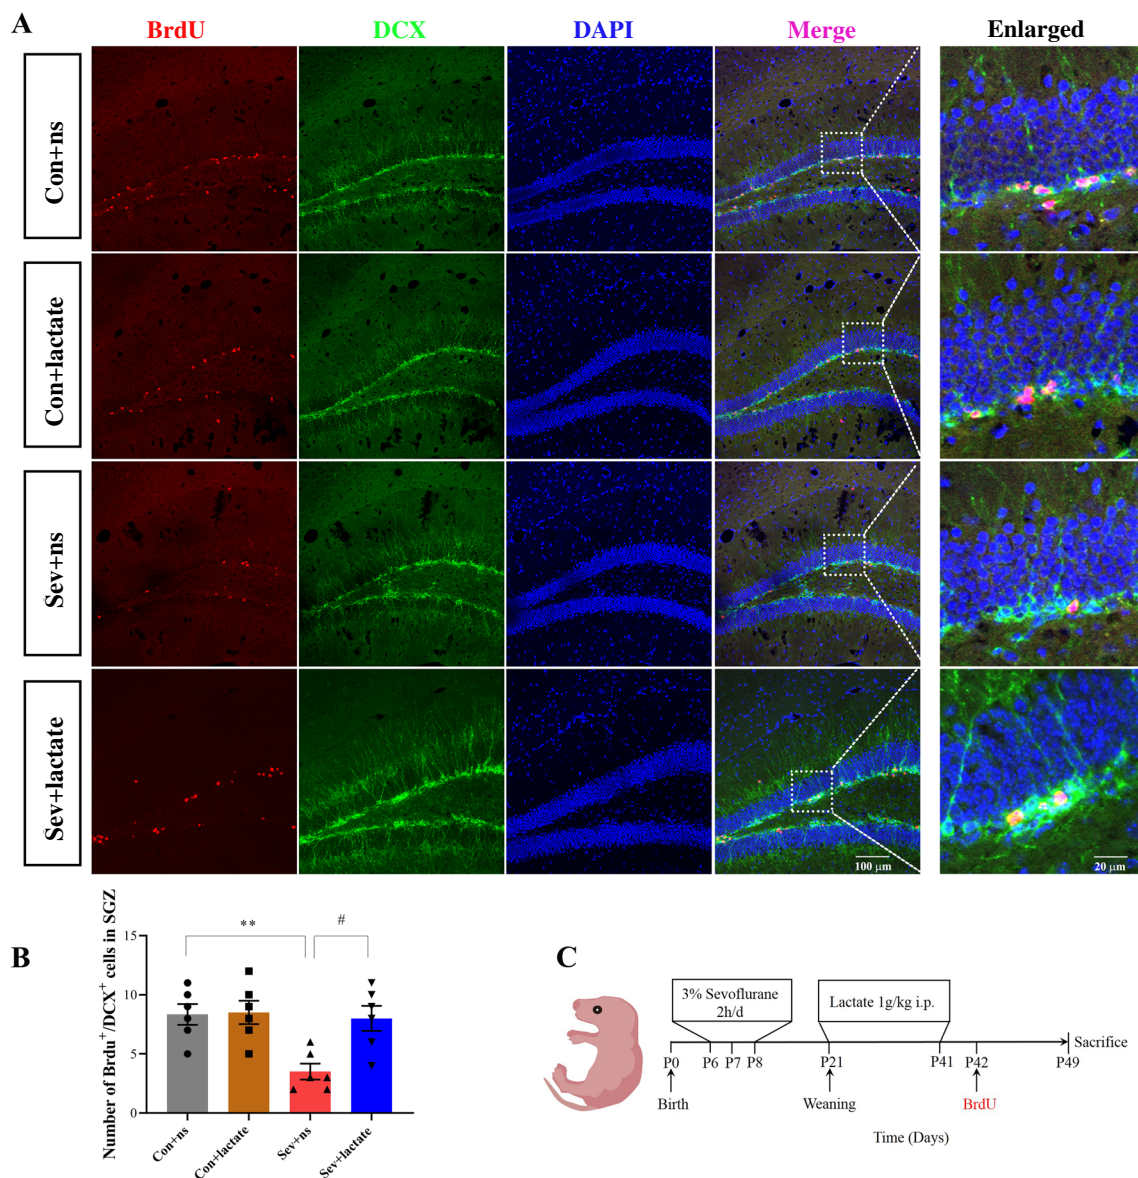 A
BrdU DCX DAPI Merge Enlarged
Con+ns
Con+lactate
Sev+ns
Sev+lactate
100 μm
20 μm
B
Number of Brdu+/DCX+ cells in SGZ
15
10
5
0
**
#
Con+ns
Con+lactate
Sev+ns
Sev+lactate
C
3% Sevoflurane
2h/d
Lactate 1g/kg i.p.
Sacrifice
P0 P6 P7 P8 P21 P41 P42 P49
Birth Weaning BrdU
Time (Days)